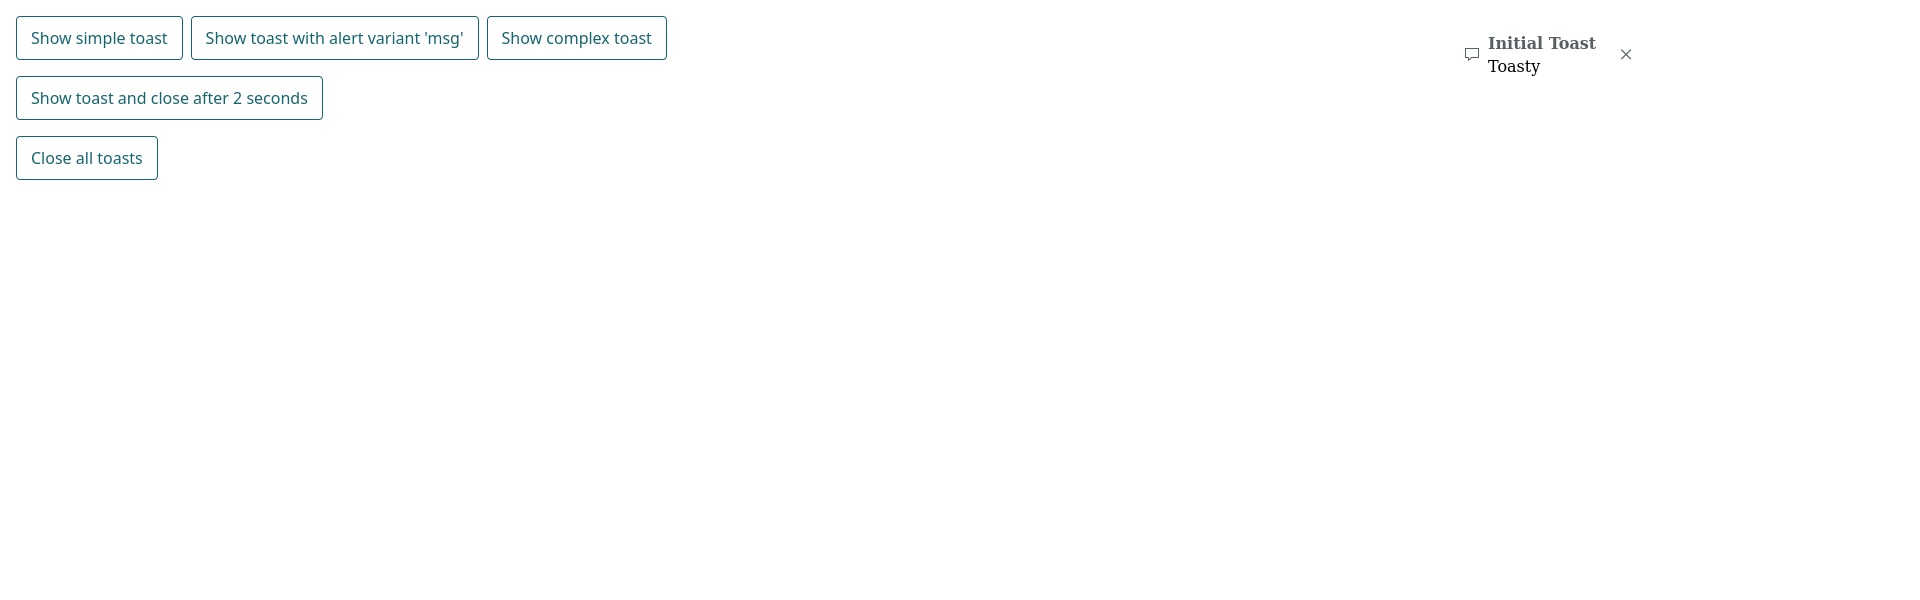 Show simple toast
Show toast with alert variant 'msg'
Show complex toast
Show toast and close after 2 seconds
Close all toasts
Initial Toast
Toasty